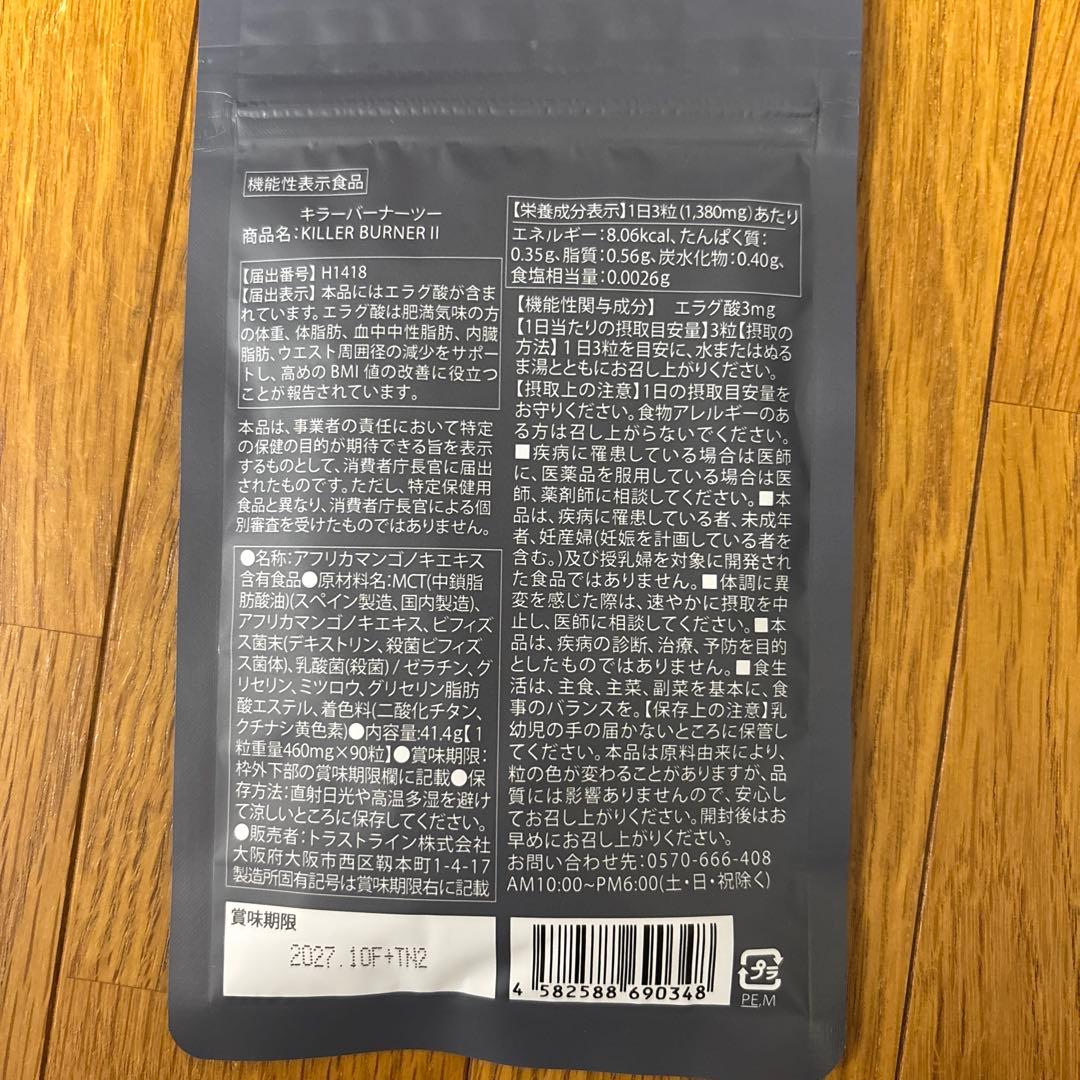 機能性表示食品
キラーバーナーツー
商品名:KILLER BURNER II
【届出番号】H1418
【届出表示】本品にはエラグ酸が含ま
れています。エラグ酸は肥満気味の方
の体重、体脂肪、血中中性脂肪、内臓
脂肪、ウエスト周囲径の減少をサポー
トし、高めのBMI値の改善に役立つ
ことが報告されています。
本品は、事業者の責任において特定
の保健の目的が期待できる旨を表示
するものとして、消費者庁長官に届出
されたものです。ただし、特定保健用
食品と異なり、消費者庁長官による個
別審査を受けたものではありません。
●名称:アフリカマンゴノキエキス
含有食品●原材料名:MCT(中鎖脂
肪酸油)(スペイン製造、国内製造)、
アフリカマンゴノキエキス、ビフィズ
ス菌末(デキストリン、殺菌ビフィズ
ス菌体)、乳酸菌(殺菌) / ゼラチン、グ
リセリン、ミツロウ、グリセリン脂肪
酸エステル、着色料(二酸化チタン、
クチナシ黄色素)●内容量:41.4g【1
粒重量460mg×90粒】●賞味期限:
枠外下部の賞味期限欄に記載●保
存方法:直射日光や高温多湿を避け
て涼しいところに保存してください。
●販売者:トラストライン株式会社
大阪府大阪市西区靱本町1-4-17
製造所固有記号は賞味期限右に記載
賞味期限
2027.10F+TN2
【栄養成分表示】1日3粒(1,380mg)あたり
エネルギー:8.06kcal、たんぱく質:
0.35g、脂質:0.56g、炭水化物:0.40g、
食塩相当量:0.0026g
【機能性関与成分】 エラグ酸3mg
【1日当たりの摂取目安量】3粒【摂取の
方法】1日3粒を目安に、水またはぬる
ま湯とともにお召し上がりください。
【摂取上の注意】1日の摂取目安量を
お守りください。食物アレルギーのあ
る方は召し上がらないでください。
■疾病に罹患している場合は医師
に、医薬品を服用している場合は医
師、薬剤師に相談してください。■本
品は、疾病に罹患している者、未成年
者、妊産婦(妊娠を計画している者を
含む。)及び授乳婦を対象に開発され
た食品ではありません。■体調に異
変を感じた際は、速やかに摂取を中
止し、医師に相談してください。■本
品は、疾病の診断、治療、予防を目的
としたものではありません。■食生
活は、主食、主菜、副菜を基本に、食
事のバランスを。【保存上の注意】乳
幼児の手の届かないところに保管し
てください。本品は原料由来により、
粒の色が変わることがありますが、品
質には影響ありませんので、安心し
てお召し上がりください。開封後はお
早めにお召し上がりください。
お問い合わせ先:0570-666-408
AM10:00~PM6:00(土・日・祝除く)
4 582588 690348
プラ
PE,M